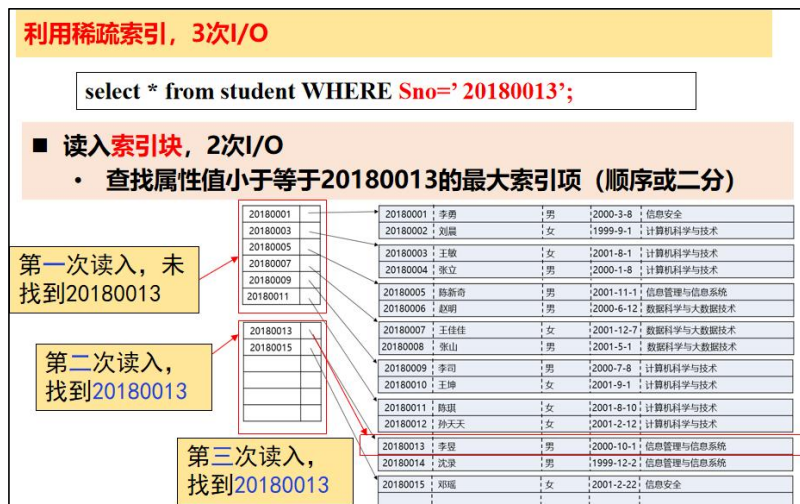 利用稀疏索引，3次I/O
select * from student WHERE Sno=’ 20180013’;
■ 读入索引块，2次I/O
• 查找属性值小于等于20180013的最大索引项（顺序或二分）
第一次读入，未
找到20180013
第二次读入，
找到20180013
第三次读入，
找到20180013
20180001
20180003
20180005
20180007
20180009
20180011
20180013
20180015
20180001 李勇 男 2000-3-8 信息安全
20180002 刘晨 女 1999-9-1 计算机科学与技术
20180003 王敏 女 2001-8-1 计算机科学与技术
20180004 张立 男 2000-1-8 计算机科学与技术
20180005 陈新奇 男 2001-11-1 信息管理与信息系统
20180006 赵明 男 2000-6-12 数据科学与大数据技术
20180007 王佳佳 女 2001-12-7 数据科学与大数据技术
20180008 张山 男 2001-5-1 数据科学与大数据技术
20180009 李司 男 2000-7-8 计算机科学与技术
20180010 王坤 女 2001-9-1 计算机科学与技术
20180011 陈琪 女 2001-8-10 计算机科学与技术
20180012 孙天天 女 2001-2-12 计算机科学与技术
20180013 李昱 男 2000-10-1 信息管理与信息系统
20180014 沈录 男 1999-12-2 信息管理与信息系统
20180015 邓瑶 女 2001-2-22 信息安全